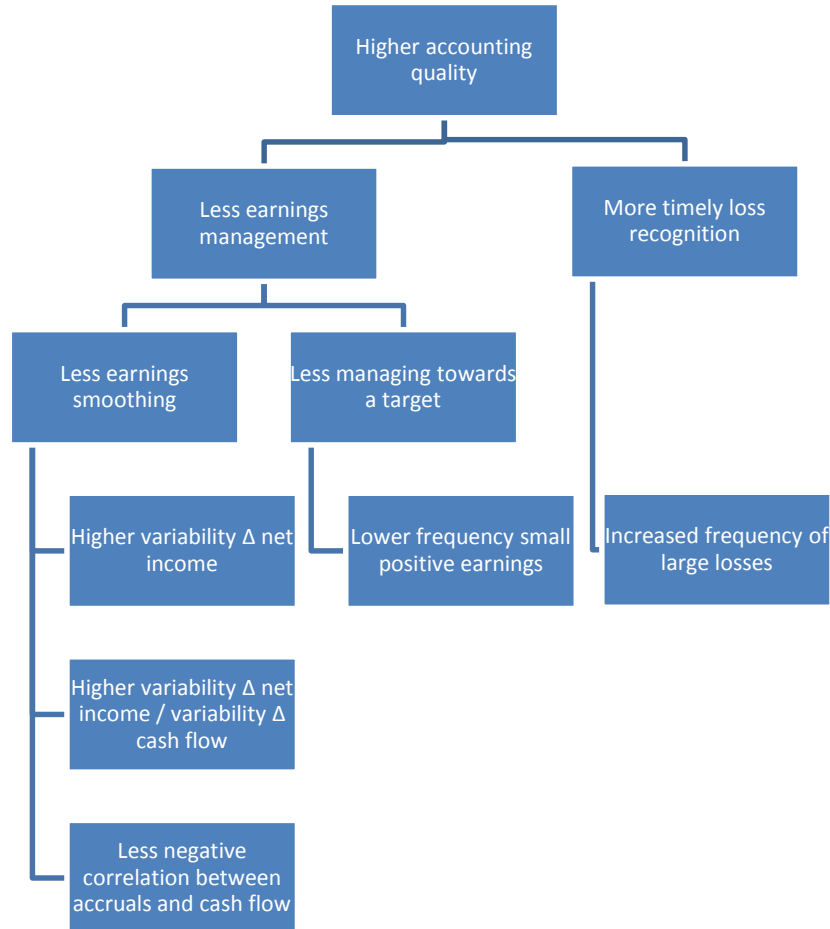 Higher accounting
quality
Less earnings
management
More timely loss
recognition
Less earnings
smoothing
Less managing towards
a target
Higher variability Δ net
income
Lower frequency small
positive earnings
Increased frequency of
large losses
Higher variability Δ net
income / variability Δ
cash flow
Less negative
correlation between
accruals and cash flow